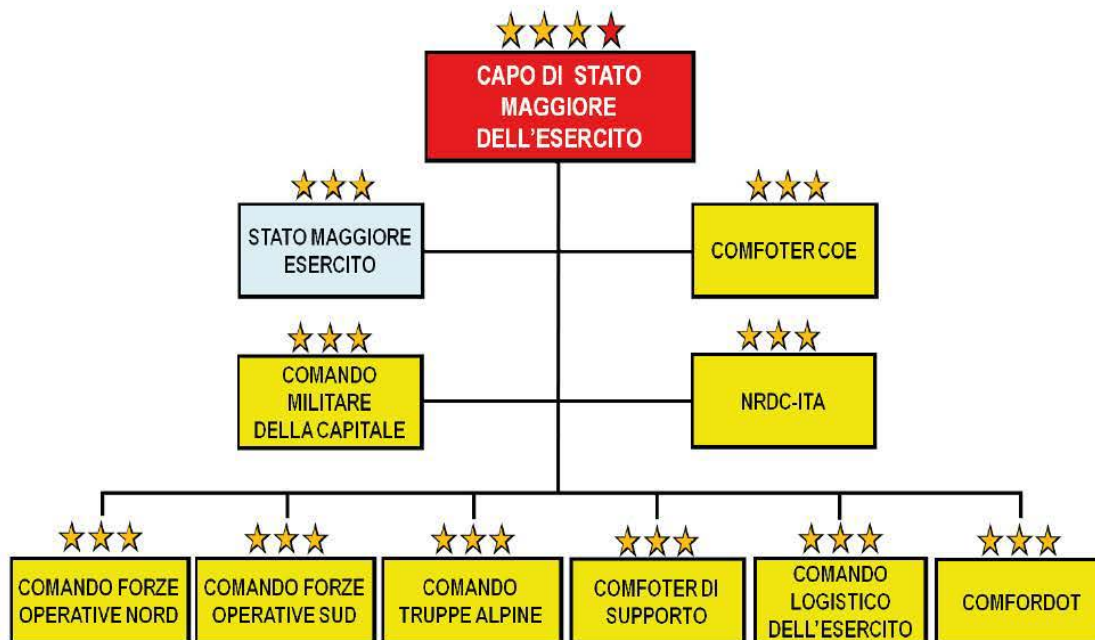 CAPO DI STATO
MAGGIORE
DELL'ESERCITO
STATO MAGGIORE
ESERCITO
COMFOTER COE
COMANDO
MILITARE
DELLA CAPITALE
NRDC-ITA
COMANDO FORZE
OPERATIVE NORD
COMANDO FORZE
OPERATIVE SUD
COMANDO
TRUPPE ALPINE
COMFOTER DI
SUPPORTO
COMANDO
LOGISTICO
DELL'ESERCITO
COMFORDOT